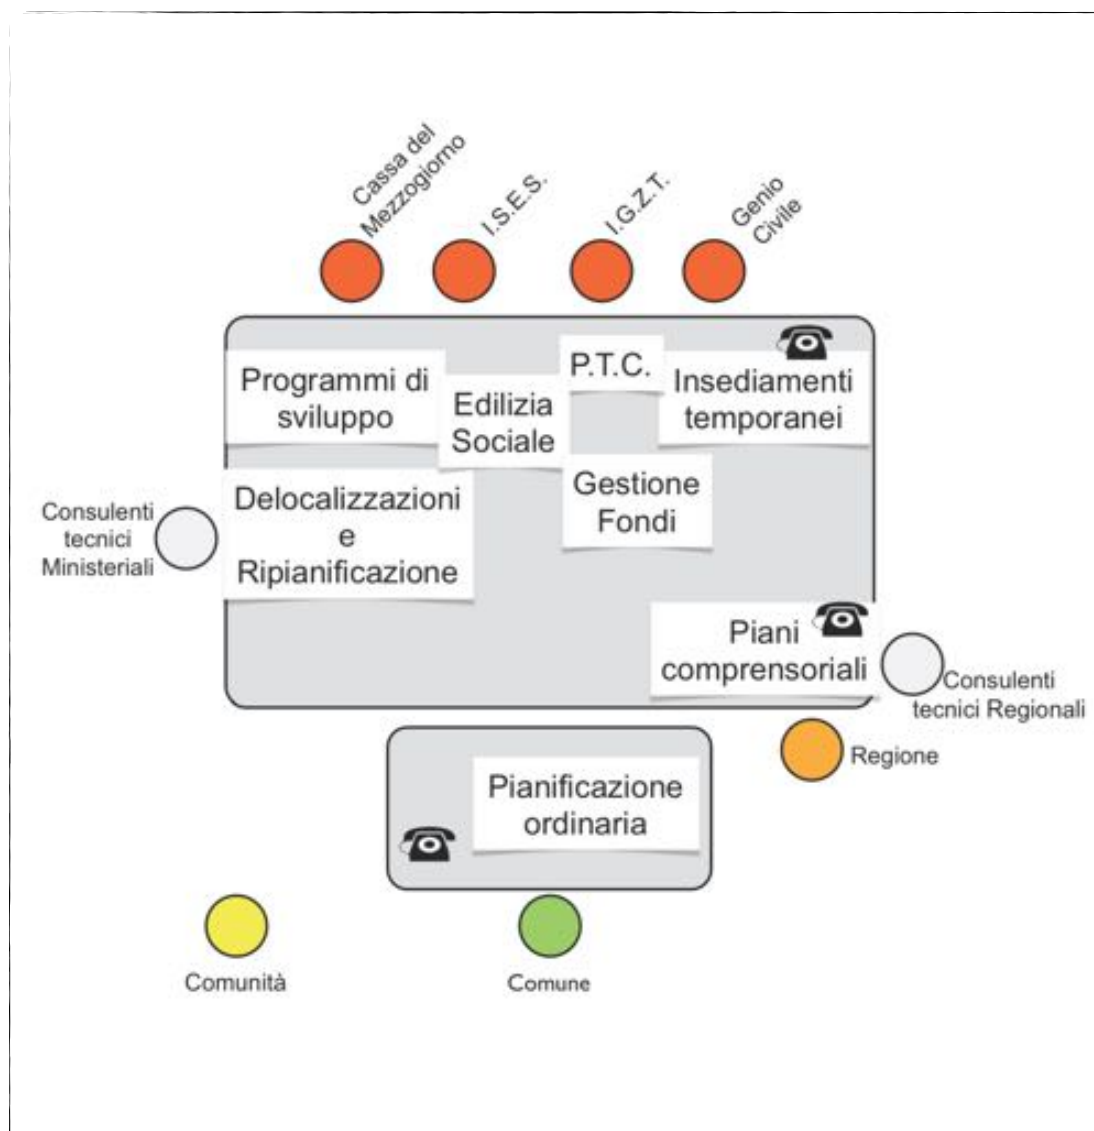 Cassa del
Mezzogiorno
I.S.E.S.
I.G.Z.T.
Genio
Civile
Programmi di
sviluppo
Edilizia
Sociale
P.T.C.
Insediamenti
temporanei
Delocalizzazioni
e
Ripianificazione
Gestione
Fondi
Consulenti
tecnici
Ministeriali
Piani
comprensoriali
Consulenti
tecnici Regionali
Regione
Pianificazione
ordinaria
Comunità
Comune